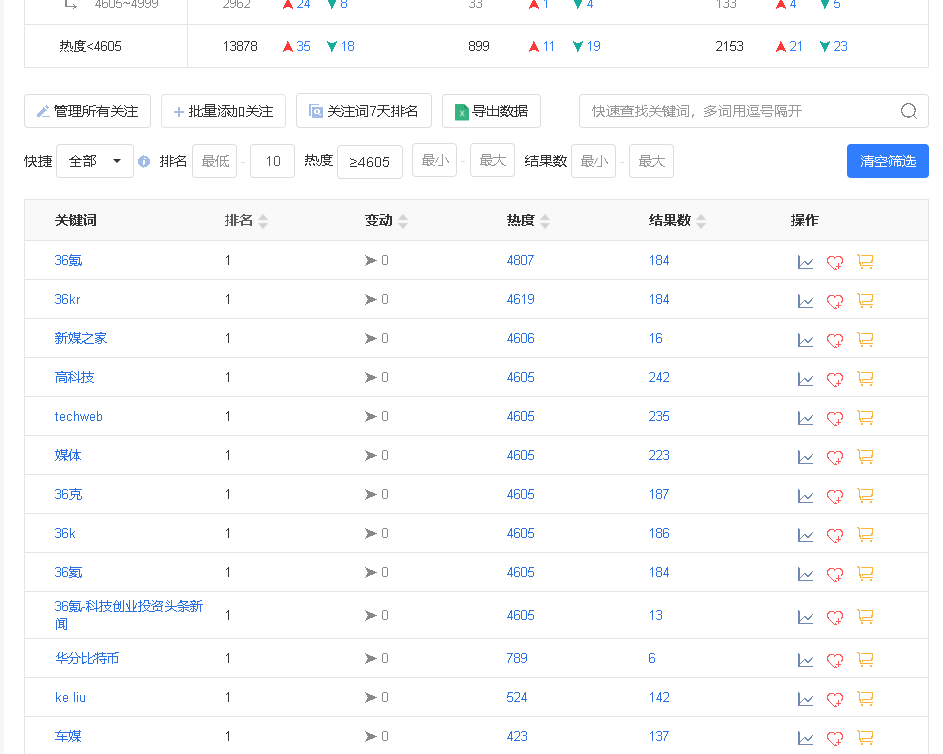 4605~4999 2962 24 8 33 1 4 133 4 5
热度<4605 13878 35 18 899 11 19 2153 21 23
管理所有关注 批量添加关注 关注词7天排名 导出数据 快速查找关键词，多词用逗号隔开
快捷 全部 排名 最低 - 10 热度 ≥4605 最小 - 最大 结果数 最小 - 最大 清空筛选
关键词 排名 变动 热度 结果数 操作
36氪 1 0 4807 184
36kr 1 0 4619 184
新媒之家 1 0 4606 16
高科技 1 0 4605 242
techweb 1 0 4605 235
媒体 1 0 4605 223
36克 1 0 4605 187
36k 1 0 4605 186
36氦 1 0 4605 184
36氪-科技创业投资头条新
闻 1 0 4605 13
华分比特币 1 0 789 6
ke liu 1 0 524 142
车媒 1 0 423 137